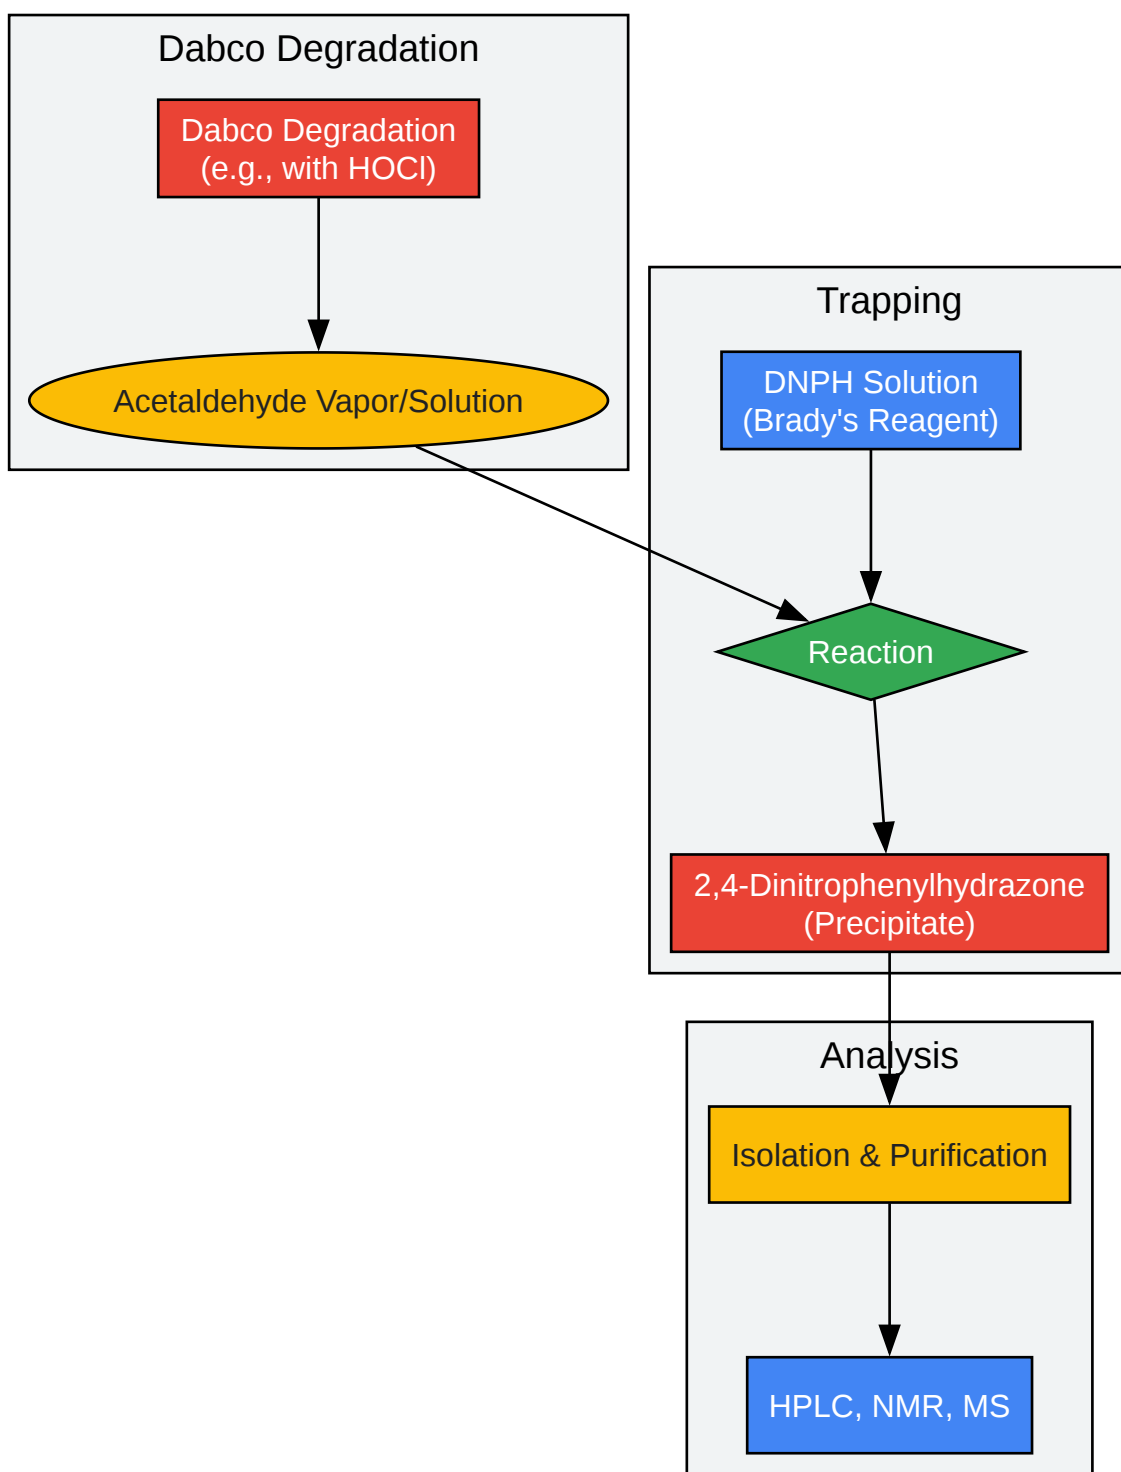 Dabco Degradation
Dabco Degradation
(e.g., with HOCl)
Acetaldehyde Vapor/Solution
Trapping
DNPH Solution
(Brady's Reagent)
Reaction
2,4-Dinitrophenylhydrazone
(Precipitate)
Analysis
Isolation & Purification
HPLC, NMR, MS